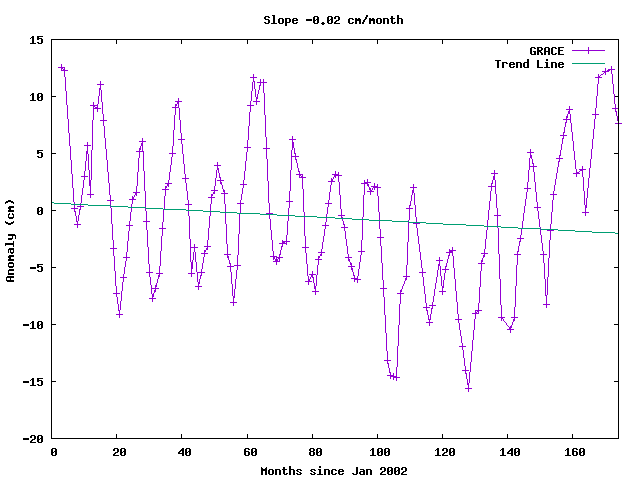 Slope -0.02 cm/month
15
GRACE
Trend Line
10
5
0
-5
-10
-15
-20
Anomaly (cm)
0 20 40 60 80 100 120 140 160
Months since Jan 2002